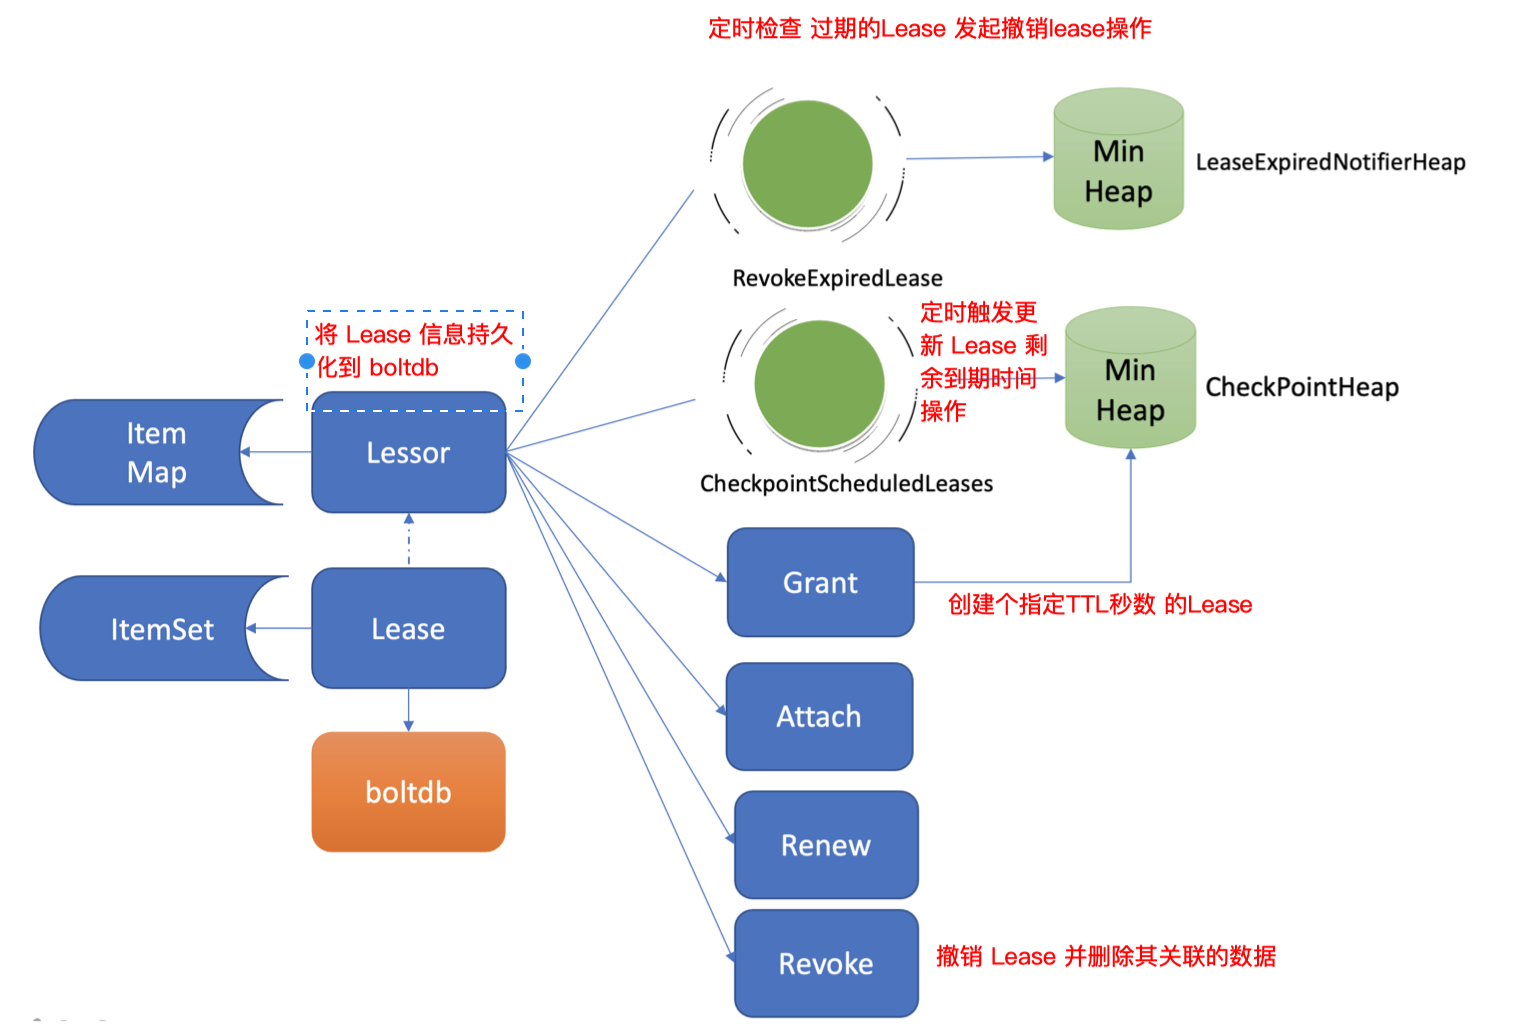 定时检查 过期的Lease 发起撤销lease操作
Min
Heap
LeaseExpiredNotifierHeap
RevokeExpiredLease
定时触发更
新 Lease 剩
余到期时间
操作
Min
Heap
CheckPointHeap
CheckpointScheduledLeases
将 Lease 信息持久
化到 boltdb
Item
Map
Lessor
ItemSet
Lease
boltdb
Grant
创建个指定TTL秒数 的Lease
Attach
Renew
Revoke
撤销 Lease 并删除其关联的数据